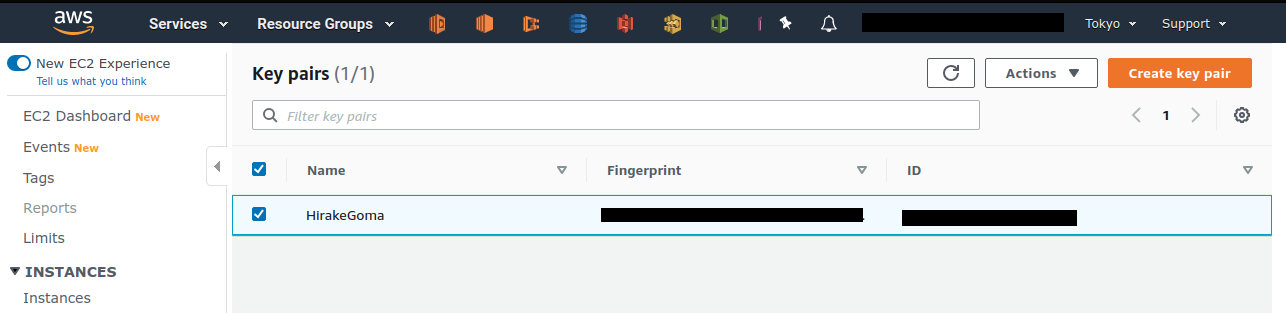 aws Services Resource Groups Tokyo Support
New EC2 Experience
Tell us what you think
EC2 Dashboard New
Events New
Tags
Reports
Limits
INSTANCES
Instances
Key pairs (1/1) Actions Create key pair
Filter key pairs 1
Name Fingerprint ID
HirakeGoma